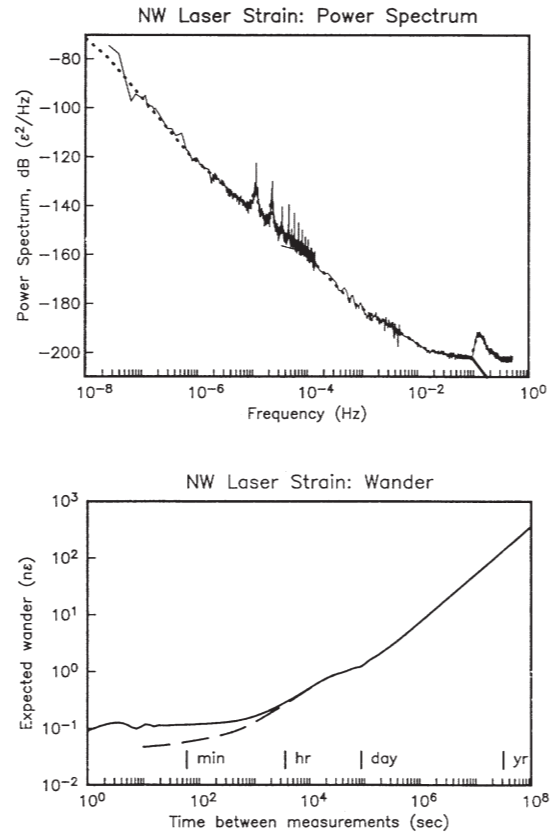 NW Laser Strain: Power Spectrum
Power Spectrum, dB (ε²/Hz)
−80
−100
−120
−140
−160
−180
−200
10⁻⁸ 10⁻⁶ 10⁻⁴ 10⁻² 10⁰
Frequency (Hz)
NW Laser Strain: Wander
Expected wander (nε)
10³
10²
10¹
10⁰
10⁻¹
10⁻²
min hr day yr
10⁰ 10² 10⁴ 10⁶ 10⁸
Time between measurements (sec)